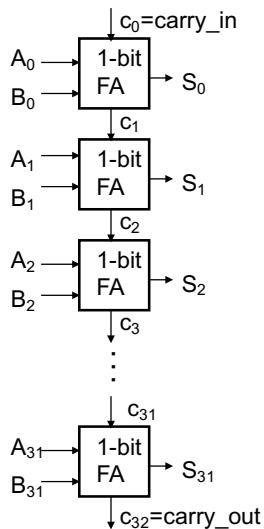 c₀=carry_in
A₀ 1-bit
B₀ FA S₀
c₁
A₁ 1-bit
B₁ FA S₁
c₂
A₂ 1-bit
B₂ FA S₂
c₃
⋮
c₃₁
A₃₁ 1-bit
B₃₁ FA S₃₁
c₃₂=carry_out